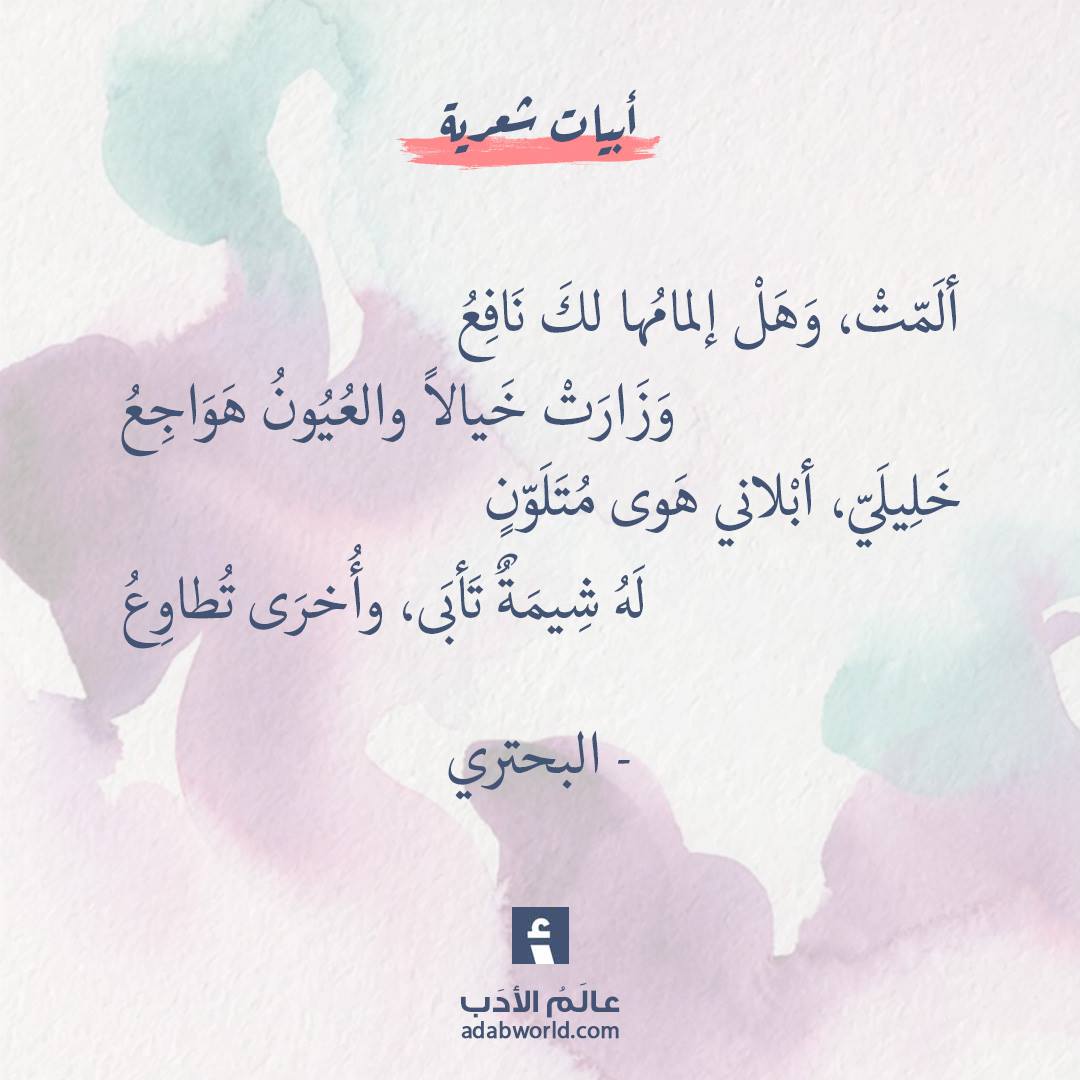 أبيات شعرية
ألَمّتْ، وَهَلْ إلمامُها لكَ نَافِعُ
وَزَارَتْ خَيالاً والعُيُونُ هَوَاجِعُ
خَلِيلَيّ، أبْلاني هَوى مُتَلَوّنٍ
لَهُ شِيمَةٌ تَأبَى، وأُخرَى تُطاوِعُ
- البحتري
أ
عالَمُ الأدَب
adabworld.com